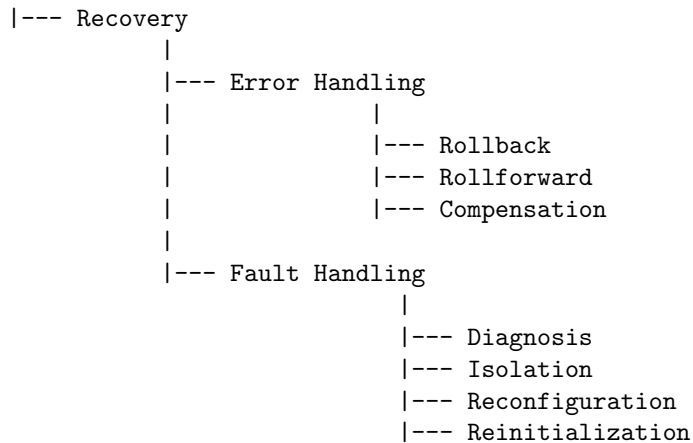 |--- Recovery
|
|--- Error Handling
| |
| |--- Rollback
| |--- Rollforward
| |--- Compensation
|
|--- Fault Handling
|
|--- Diagnosis
|--- Isolation
|--- Reconfiguration
|--- Reinitialization